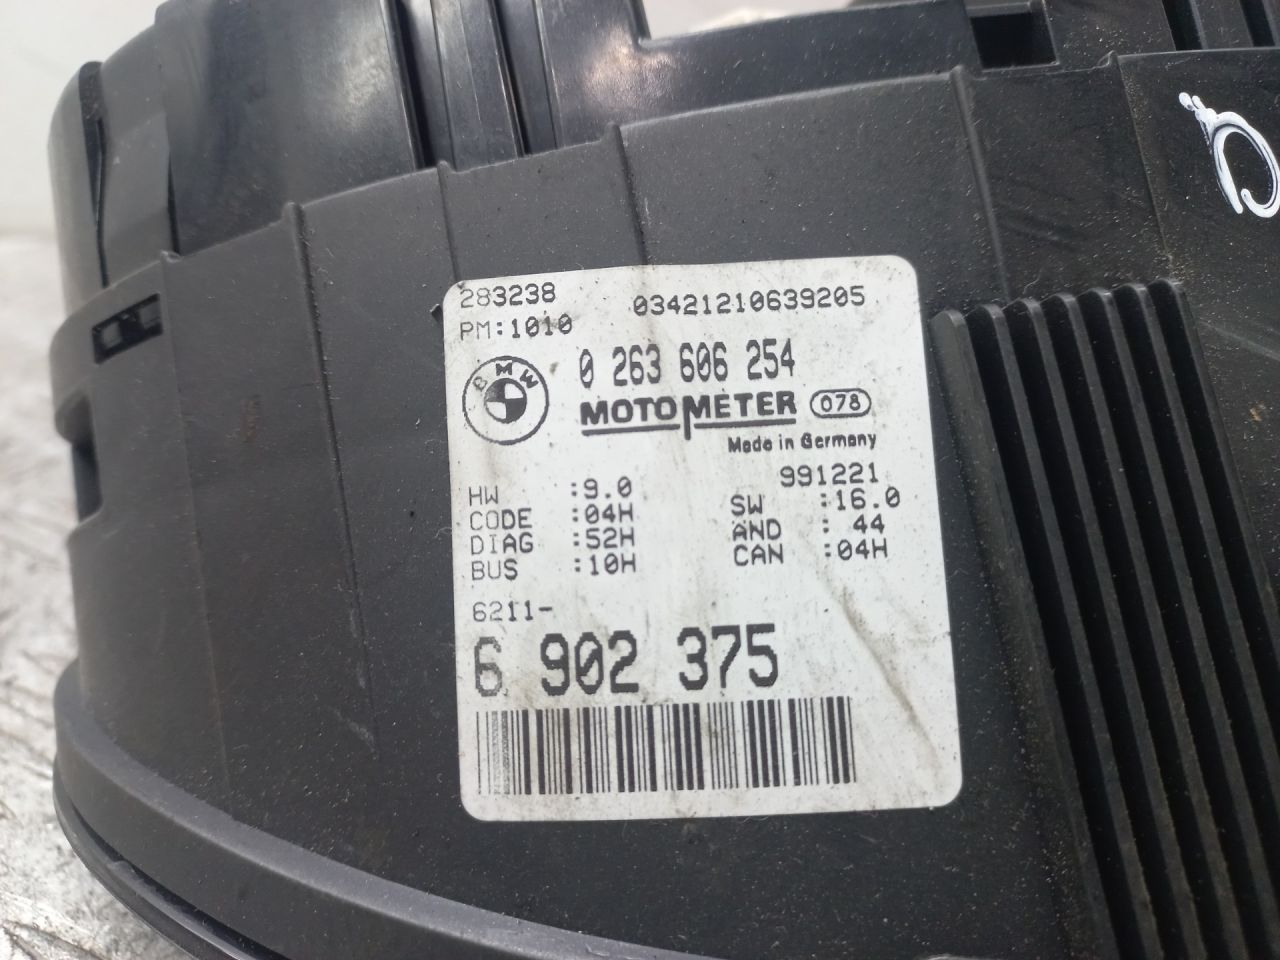 283238 03421210639205
PM:1010
BMW
0 263 606 254
MOTOMETER 078
Made in Germany
991221
HW :9.0 SW :16.0
CODE :04H AND : 44
DIAG :52H CAN :04H
BUS :10H
6211-
6 902 375